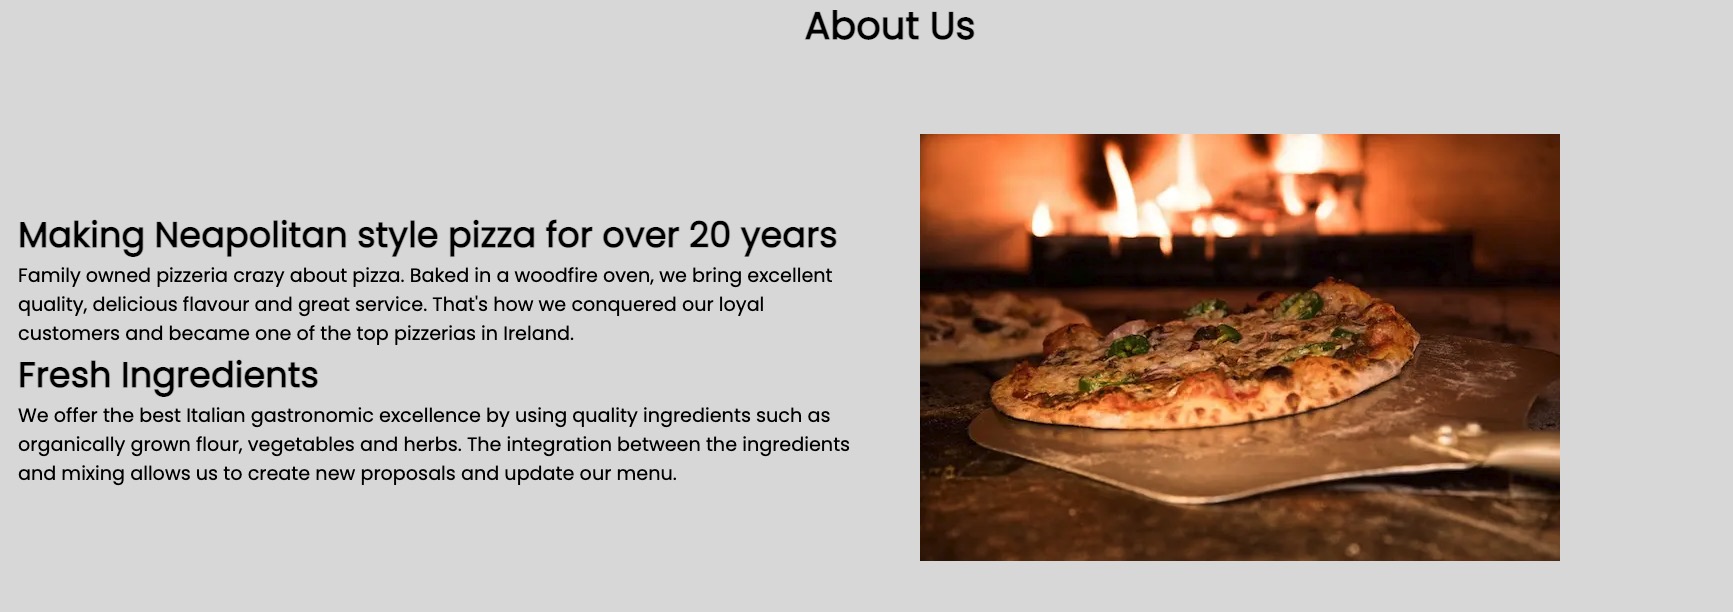 About Us
Making Neapolitan style pizza for over 20 years
Family owned pizzeria crazy about pizza. Baked in a woodfire oven, we bring excellent
quality, delicious flavour and great service. That's how we conquered our loyal
customers and became one of the top pizzerias in Ireland.
Fresh Ingredients
We offer the best Italian gastronomic excellence by using quality ingredients such as
organically grown flour, vegetables and herbs. The integration between the ingredients
and mixing allows us to create new proposals and update our menu.